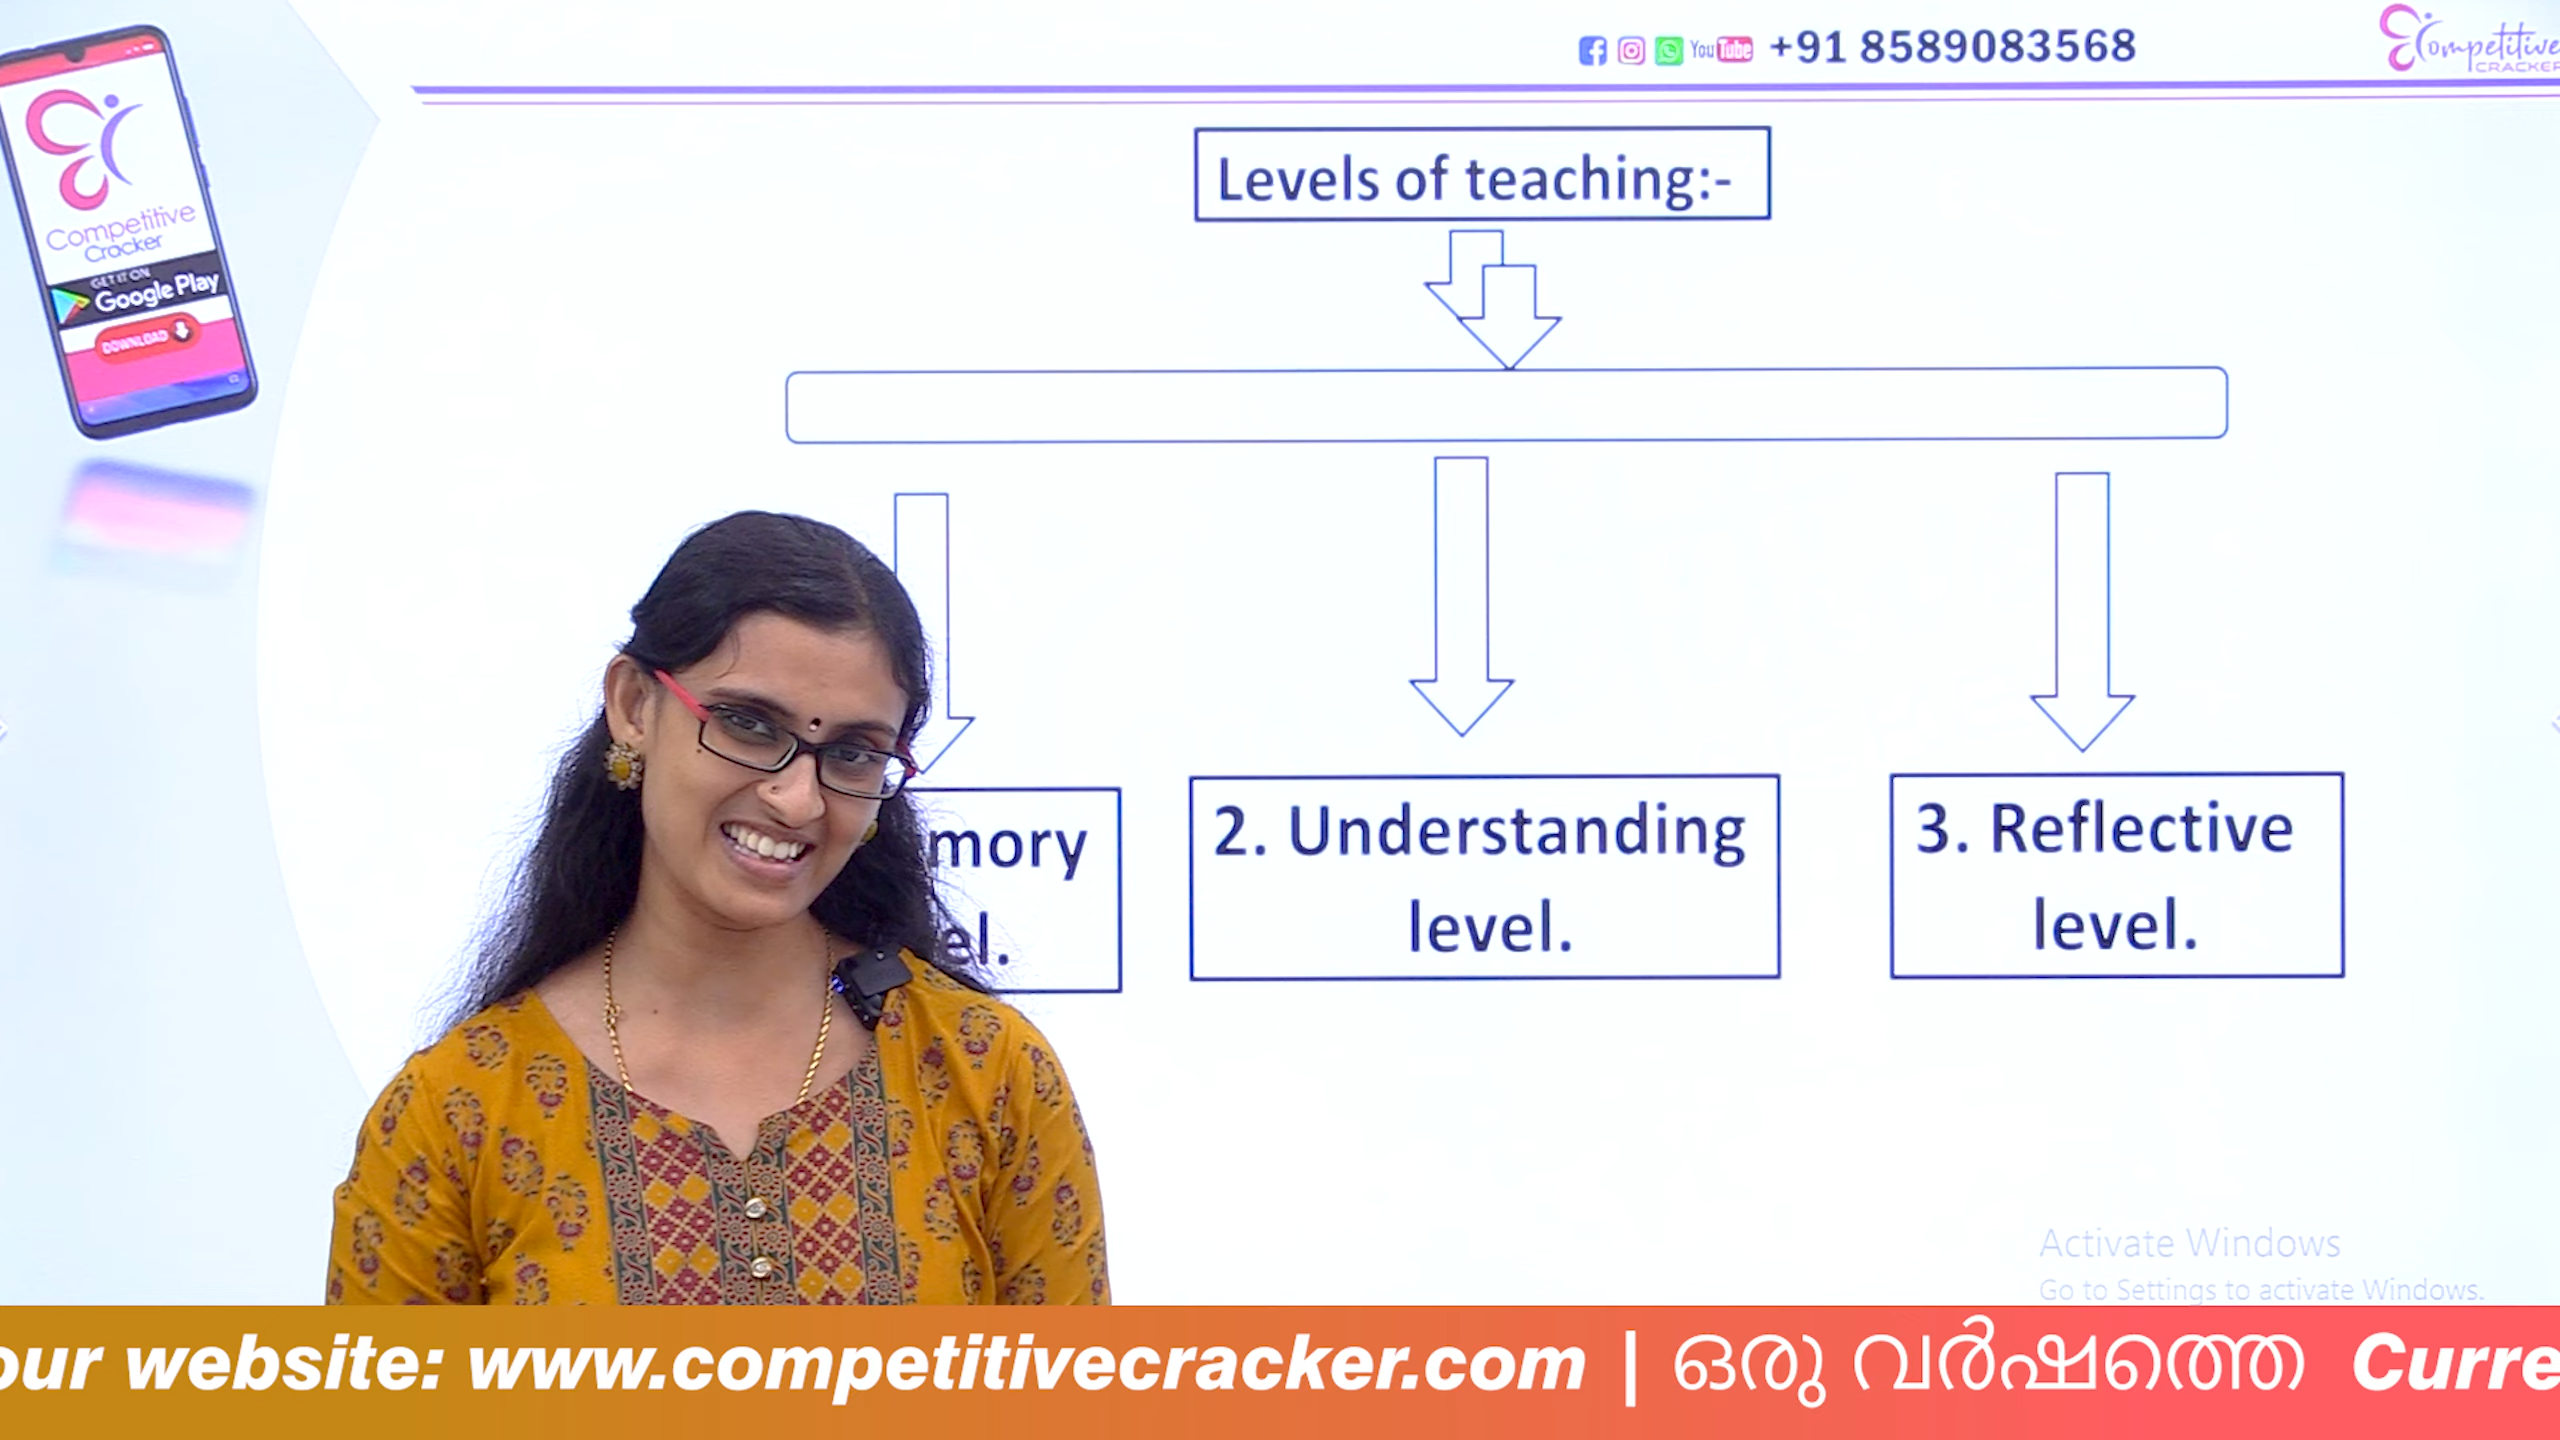 You Tube +91 8589083568
Competitive
CRACKER
Competitive
Cracker
GET IT ON
Google Play
DOWNLOAD
Levels of teaching:-
mory
el.
2. Understanding
level.
3. Reflective
level.
Activate Windows
Go to Settings to activate Windows.
our website: www.competitivecracker.com | ഒരു വർഷത്തെ Curre